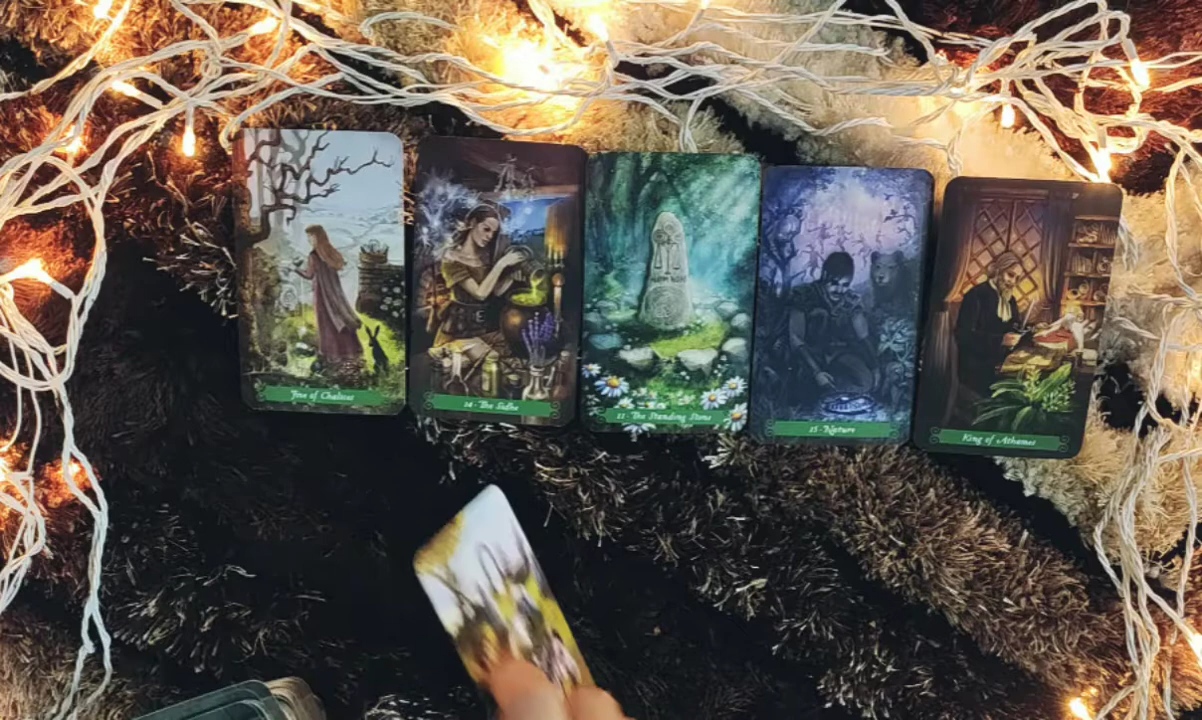 Five of Chalices
14 · The Sidhe
11 · The Standing Stone
15 · Nature
King of Athames